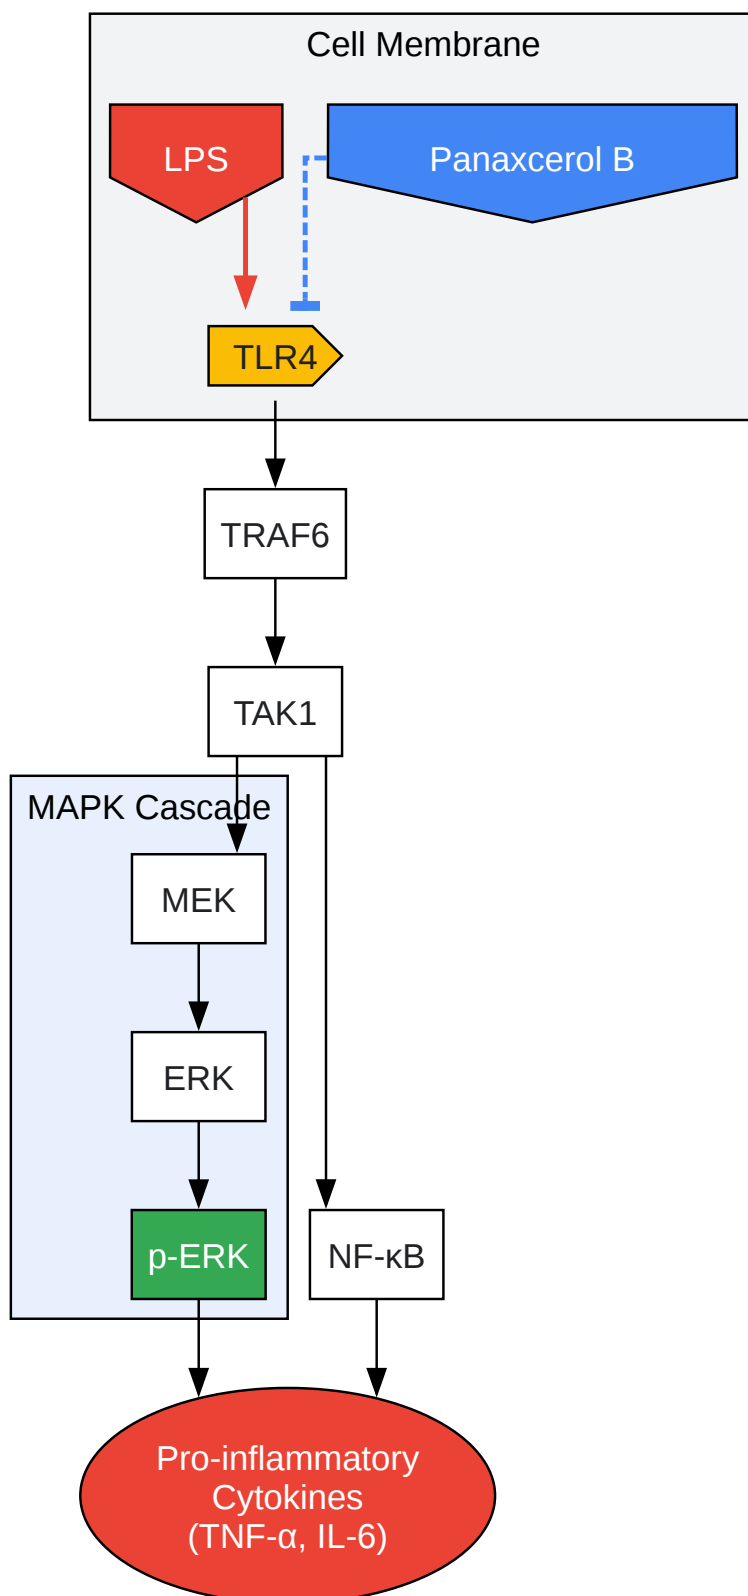 Cell Membrane
LPS
Panaxcerol B
TLR4
TRAF6
TAK1
MAPK Cascade
MEK
ERK
p-ERK
NF-κB
Pro-inflammatory
Cytokines
(TNF-α, IL-6)